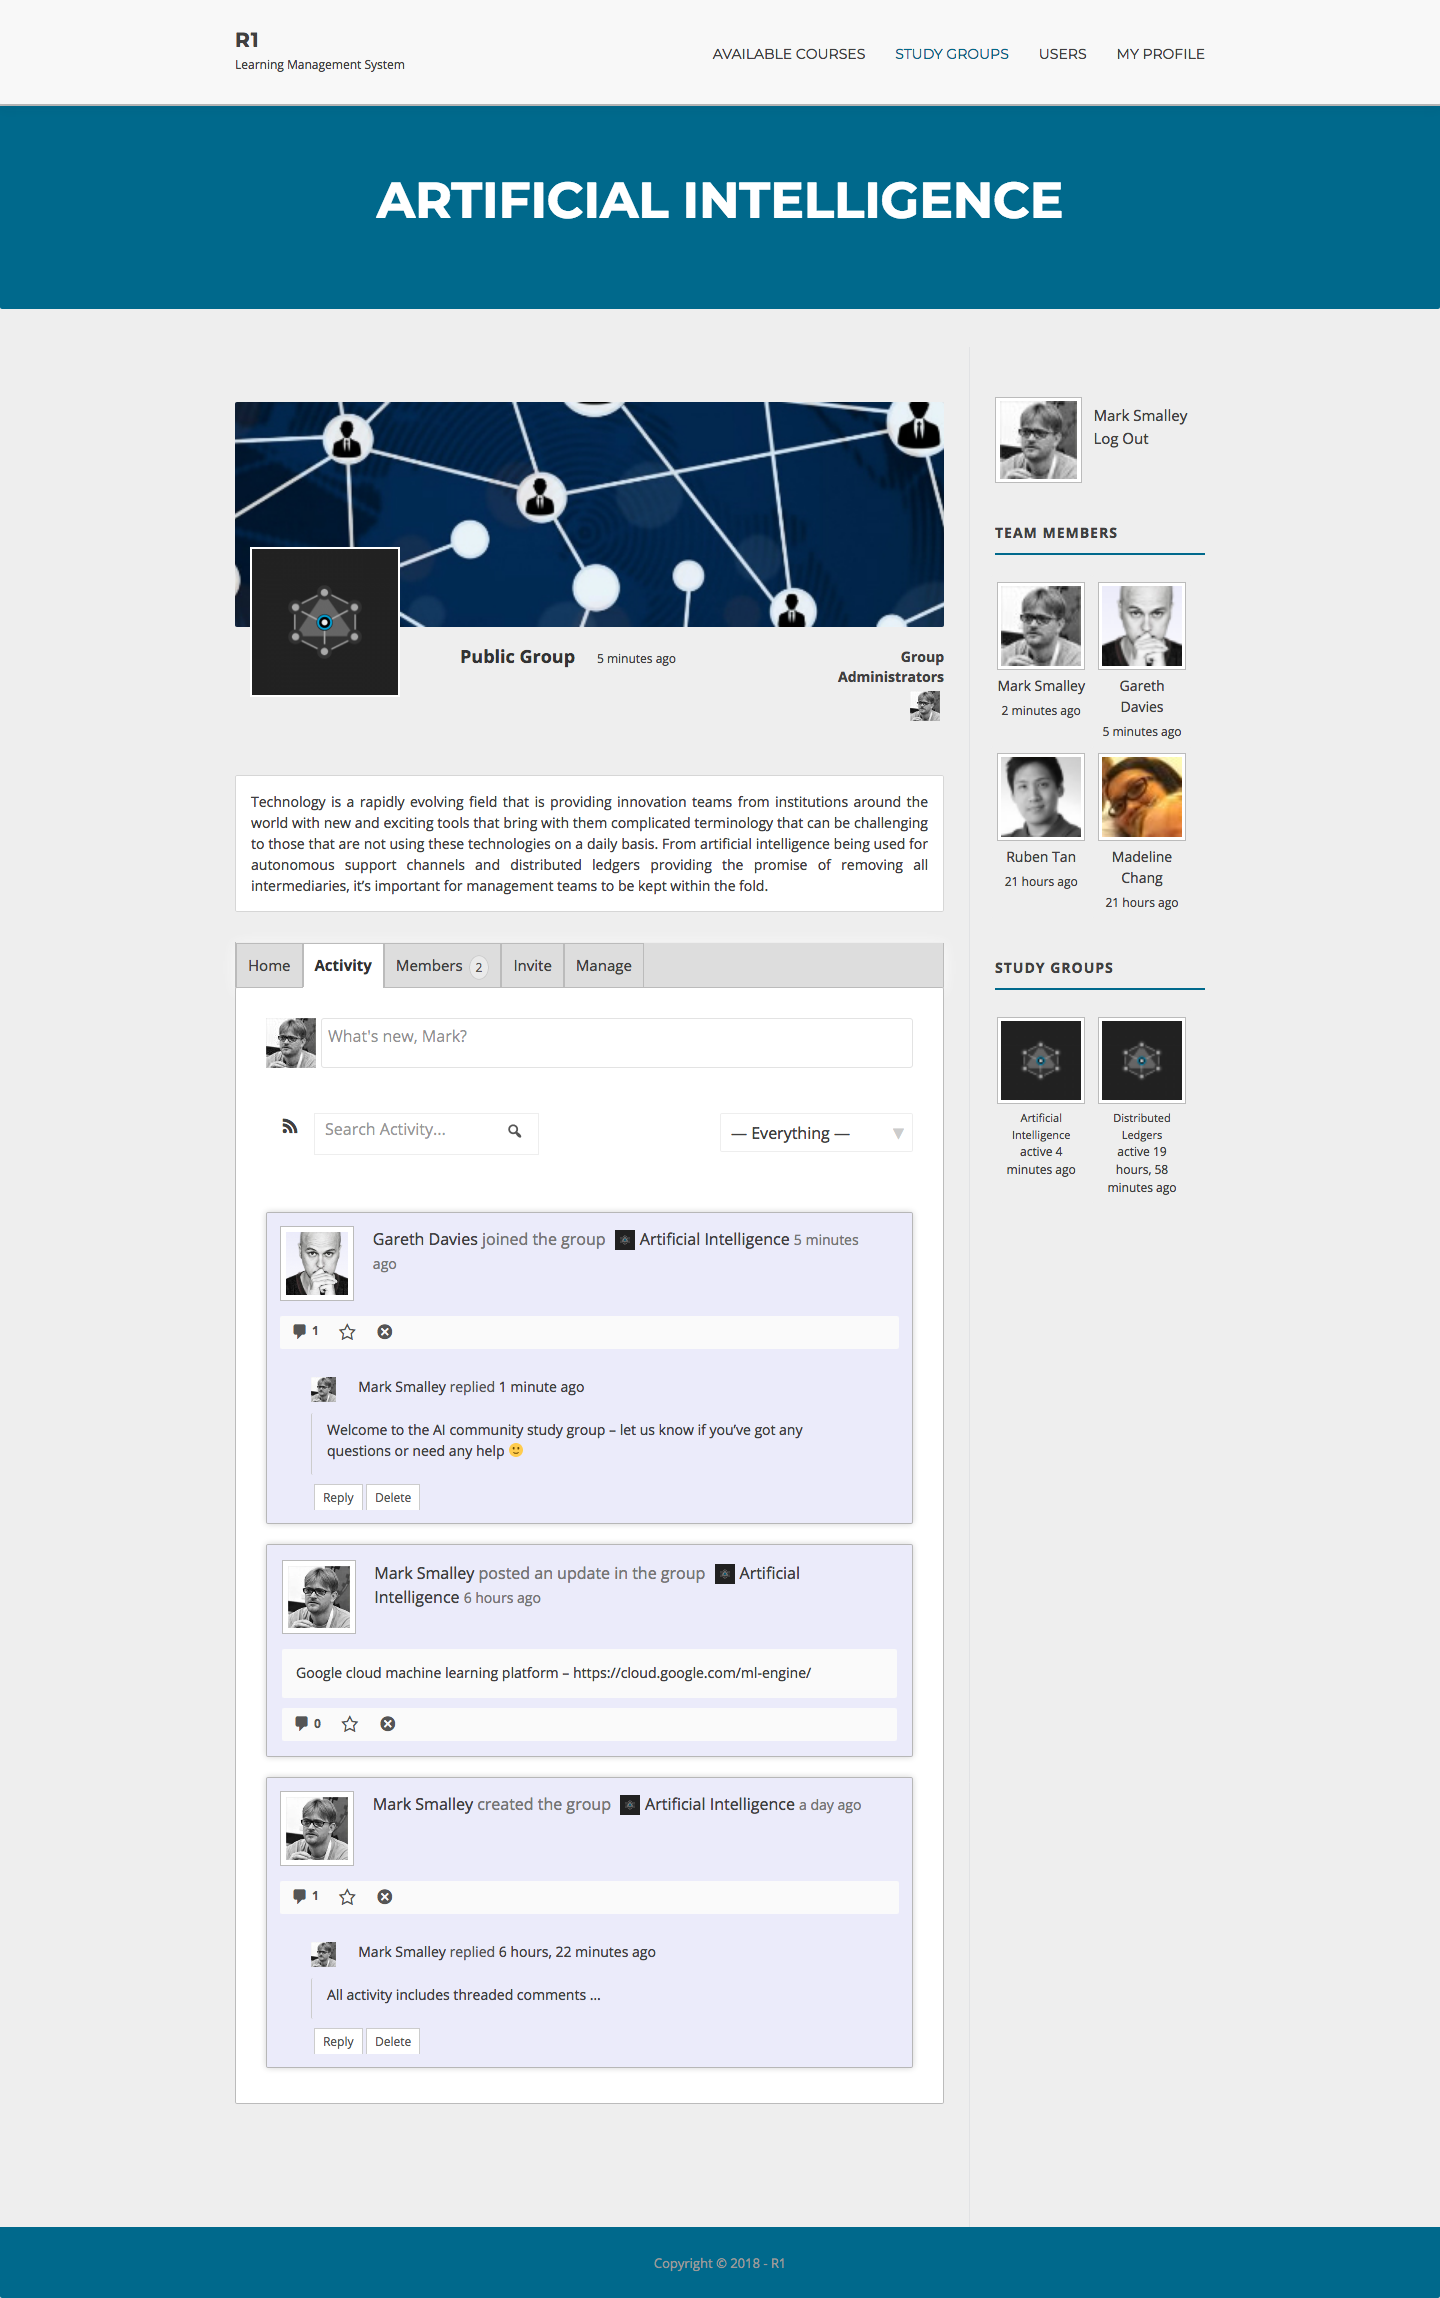 R1
Learning Management System
AVAILABLE COURSES
STUDY GROUPS
USERS
MY PROFILE
ARTIFICIAL INTELLIGENCE
Public Group
5 minutes ago
Group
Administrators
Technology is a rapidly evolving field that is providing innovation teams from institutions around the
world with new and exciting tools that bring with them complicated terminology that can be challenging
to those that are not using these technologies on a daily basis. From artificial intelligence being used for
autonomous support channels and distributed ledgers providing the promise of removing all
intermediaries, it's important for management teams to be kept within the fold.
Home
Activity
Members 2
Invite
Manage
What's new, Mark?
Search Activity...
— Everything —
Gareth Davies joined the group Artificial Intelligence 5 minutes
ago
1
Mark Smalley replied 1 minute ago
Welcome to the AI community study group – let us know if you've got any
questions or need any help 🙂
Reply
Delete
Mark Smalley posted an update in the group Artificial
Intelligence 6 hours ago
Google cloud machine learning platform – https://cloud.google.com/ml-engine/
0
Mark Smalley created the group Artificial Intelligence a day ago
1
Mark Smalley replied 6 hours, 22 minutes ago
All activity includes threaded comments ...
Reply
Delete
Mark Smalley
Log Out
TEAM MEMBERS
Mark Smalley
2 minutes ago
Gareth
Davies
5 minutes ago
Ruben Tan
21 hours ago
Madeline
Chang
21 hours ago
STUDY GROUPS
Artificial
Intelligence
active 4
minutes ago
Distributed
Ledgers
active 19
hours, 58
minutes ago
Copyright © 2018 - R1